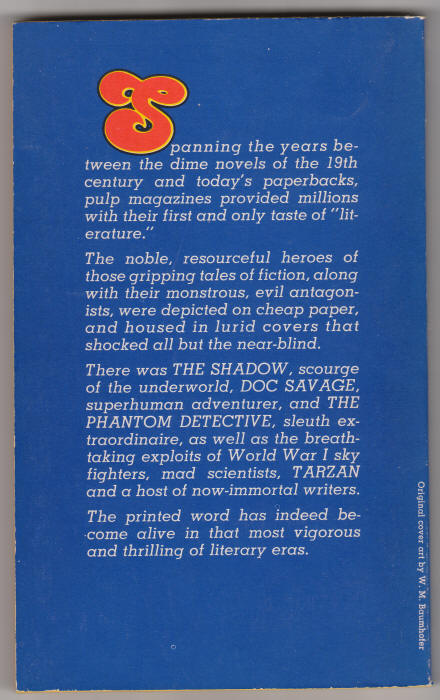 Spanning the years be-
tween the dime novels of the 19th
century and today's paperbacks,
pulp magazines provided millions
with their first and only taste of "lit-
erature."
The noble, resourceful heroes of
those gripping tales of fiction, along
with their monstrous, evil antagon-
ists, were depicted on cheap paper,
and housed in lurid covers that
shocked all but the near-blind.
There was THE SHADOW, scourge
of the underworld, DOC SAVAGE,
superhuman adventurer, and THE
PHANTOM DETECTIVE, sleuth ex-
traordinaire, as well as the breath-
taking exploits of World War I sky
fighters, mad scientists, TARZAN
and a host of now-immortal writers.
The printed word has indeed be-
come alive in that most vigorous
and thrilling of literary eras.
Original cover art by W. M. Baumhofer